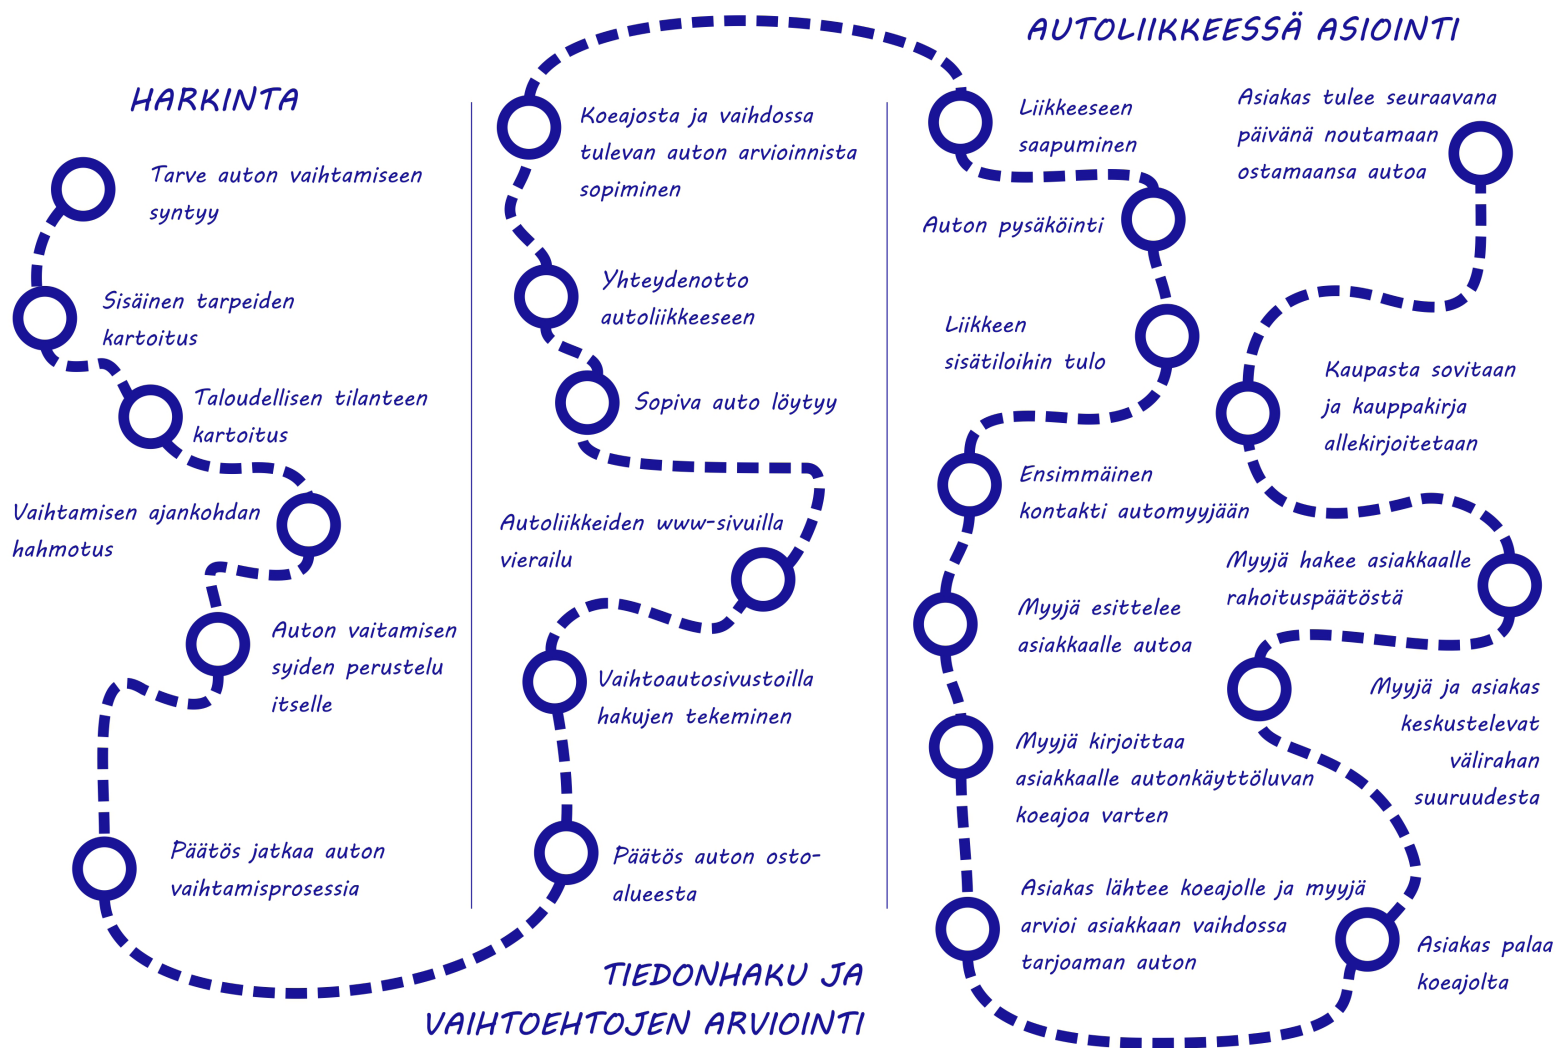 HARKINTA
Tarve auton vaihtamiseen
syntyy
Sisäinen tarpeiden
kartoitus
Taloudellisen tilanteen
kartoitus
Vaihtamisen ajankohdan
hahmotus
Auton vaitamisen
syiden perustelu
itselle
Päätös jatkaa auton
vaihtamisprosessia
TIEDONHAKU JA
VAIHTOEHTOJEN ARVIOINTI
Päätös auton osto-
alueesta
Vaihtoautosivustoilla
hakujen tekeminen
Autoliikkeiden www-sivuilla
vierailu
Sopiva auto löytyy
Yhteydenotto
autoliikkeeseen
Koeajosta ja vaihdossa
tulevan auton arvioinnista
sopiminen
AUTOLIIKKEESSÄ ASIOINTI
Liikkeeseen
saapuminen
Auton pysäköinti
Liikkeen
sisätiloihin tulo
Ensimmäinen
kontakti automyyjään
Myyjä esittelee
asiakkaalle autoa
Myyjä kirjoittaa
asiakkaalle autonkäyttöluvan
koeajoa varten
Asiakas lähtee koeajolle ja myyjä
arvioi asiakkaan vaihdossa
tarjoaman auton
Asiakas palaa
koeajolta
Myyjä ja asiakas
keskustelevat
välirahan
suuruudesta
Myyjä hakee asiakkaalle
rahoituspäätöstä
Kaupasta sovitaan
ja kauppakirja
allekirjoitetaan
Asiakas tulee seuraavana
päivänä noutamaan
ostamaansa autoa